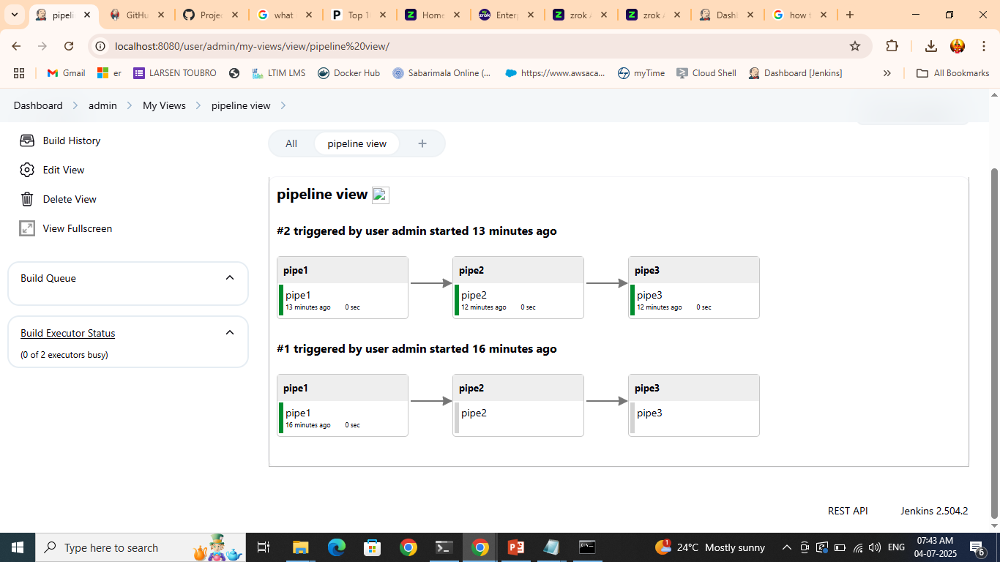 pipeli
GitHu
Projec
what
Top 1
Home
Enterp
zrok A
zrok A
Dashl
how t
localhost:8080/user/admin/my-views/view/pipeline%20view/
Gmail
er
LARSEN TOUBRO
LTIM LMS
Docker Hub
Sabarimala Online (...
https://www.awsaca...
myTime
Cloud Shell
Dashboard [Jenkins]
All Bookmarks
Dashboard
admin
My Views
pipeline view
Build History
Edit View
Delete View
View Fullscreen
Build Queue
Build Executor Status
(0 of 2 executors busy)
All
pipeline view
pipeline view
#2 triggered by user admin started 13 minutes ago
pipe1
pipe1
13 minutes ago 0 sec
pipe2
pipe2
12 minutes ago 0 sec
pipe3
pipe3
12 minutes ago 0 sec
#1 triggered by user admin started 16 minutes ago
pipe1
pipe1
16 minutes ago 0 sec
pipe2
pipe2
pipe3
pipe3
REST API
Jenkins 2.504.2
Type here to search
1
24°C Mostly sunny
ENG
07:43 AM
04-07-2025
6